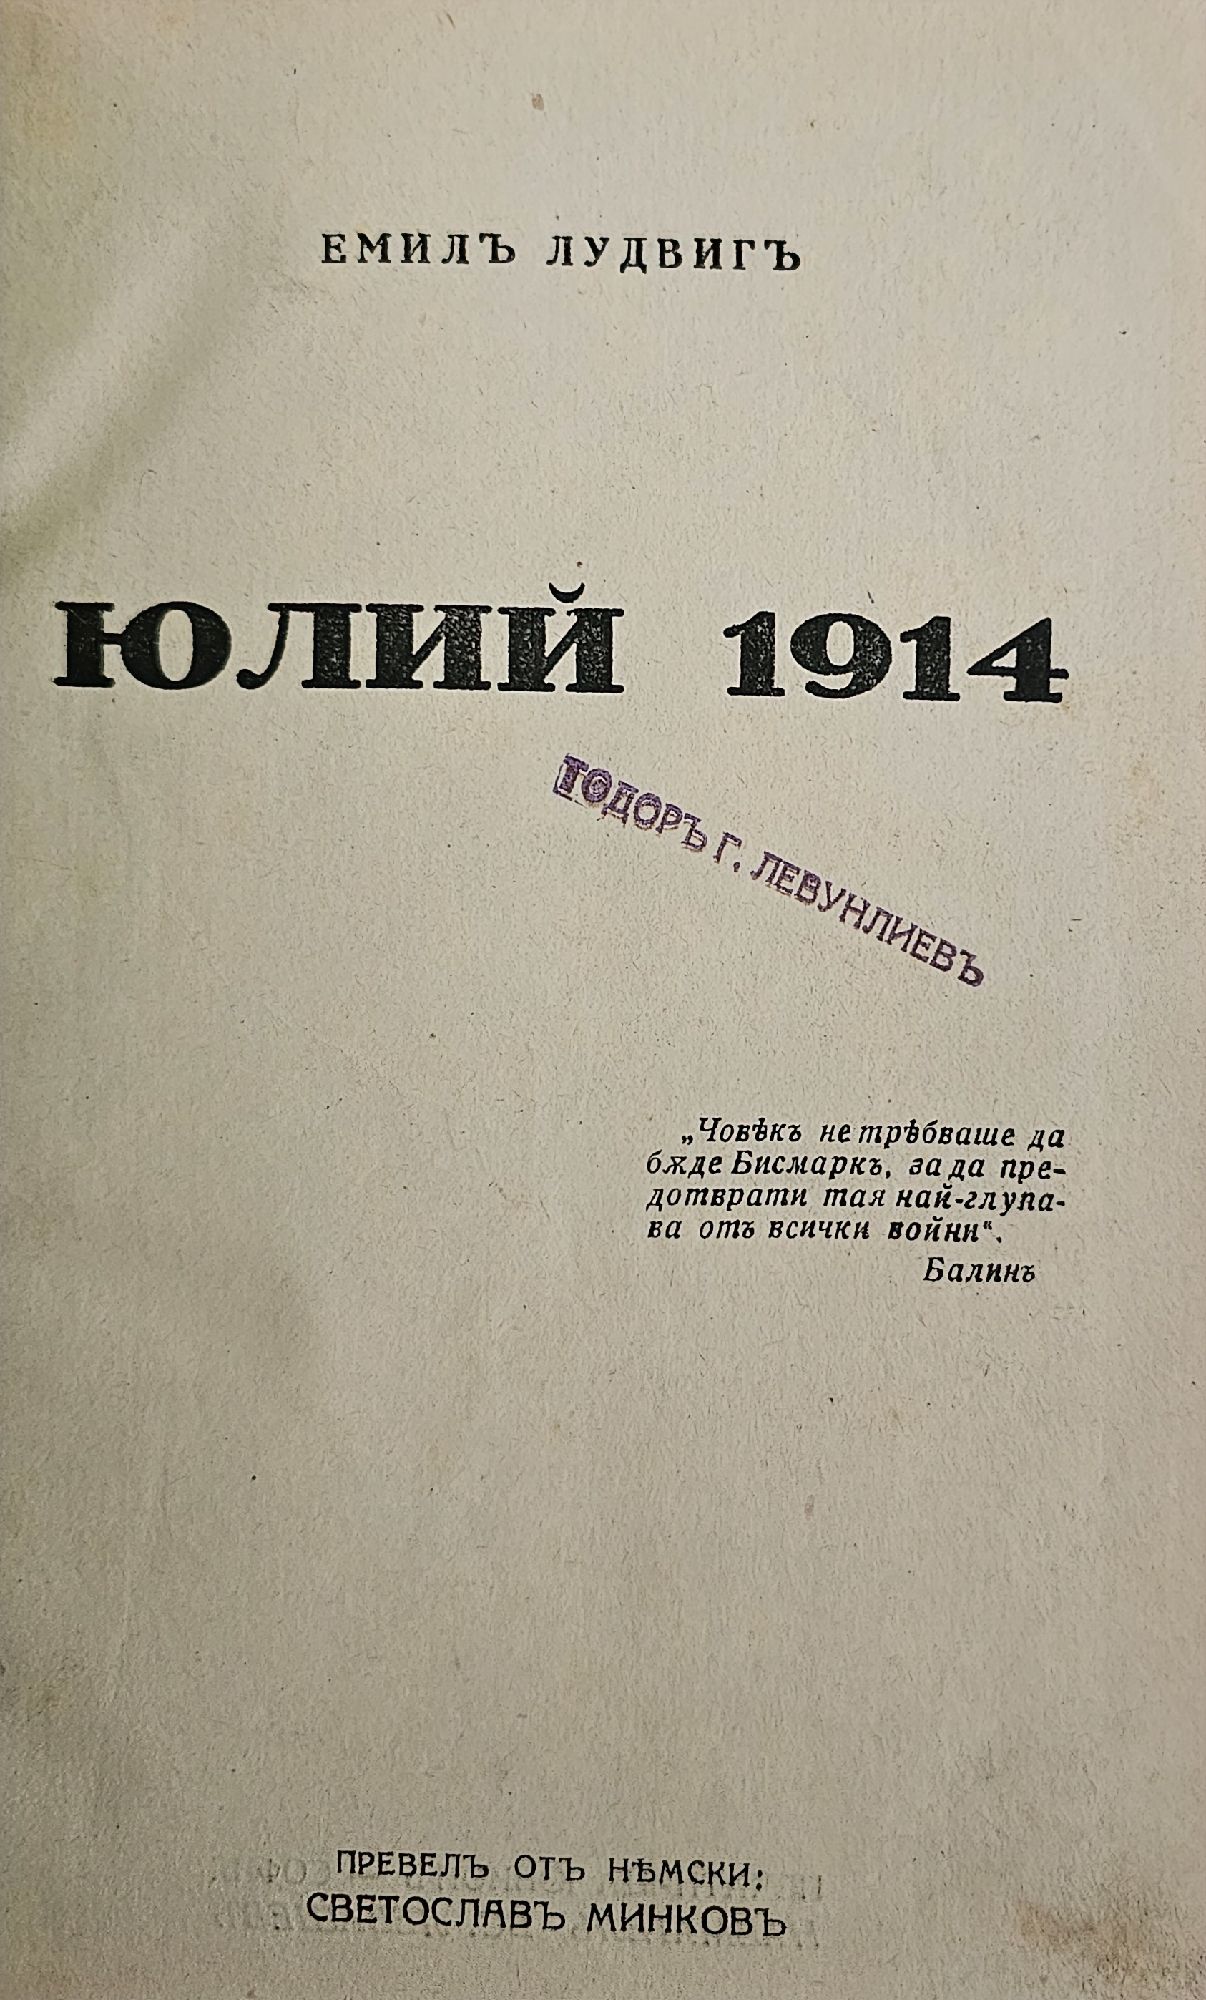 ЕМИЛЪ ЛУДВИГЪ
ЮЛИЙ 1914
ТОДОРЪ Г. ЛЕВУНЛИЕВЪ
„Човѣкъ не трѣбваше да
бѫде Бисмаркъ, за да пре-
дотврати тая най-глупа-
ва отъ всички войни“.
Балинъ
ПРЕВЕЛЪ ОТЪ НѢМСКИ:
СВЕТОСЛАВЪ МИНКОВЪ